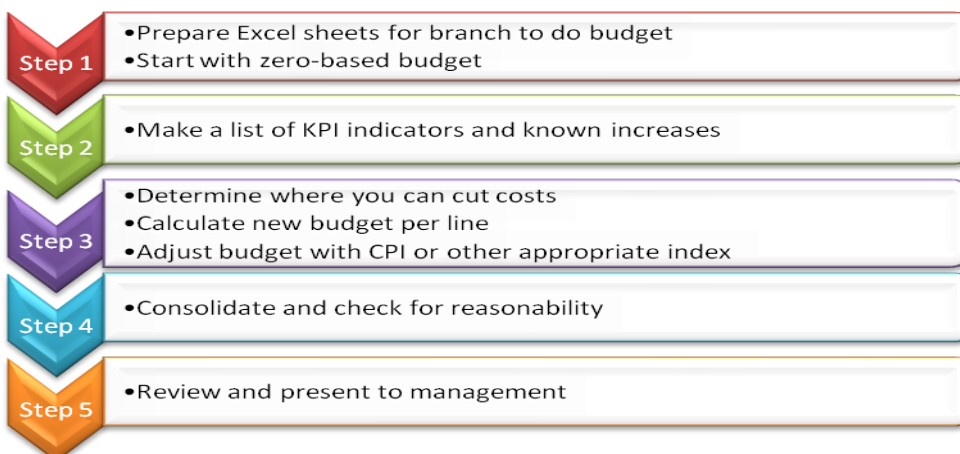 Step 1
•Prepare Excel sheets for branch to do budget
•Start with zero-based budget
Step 2
•Make a list of KPI indicators and known increases
Step 3
•Determine where you can cut costs
•Calculate new budget per line
•Adjust budget with CPI or other appropriate index
Step 4
•Consolidate and check for reasonability
Step 5
•Review and present to management